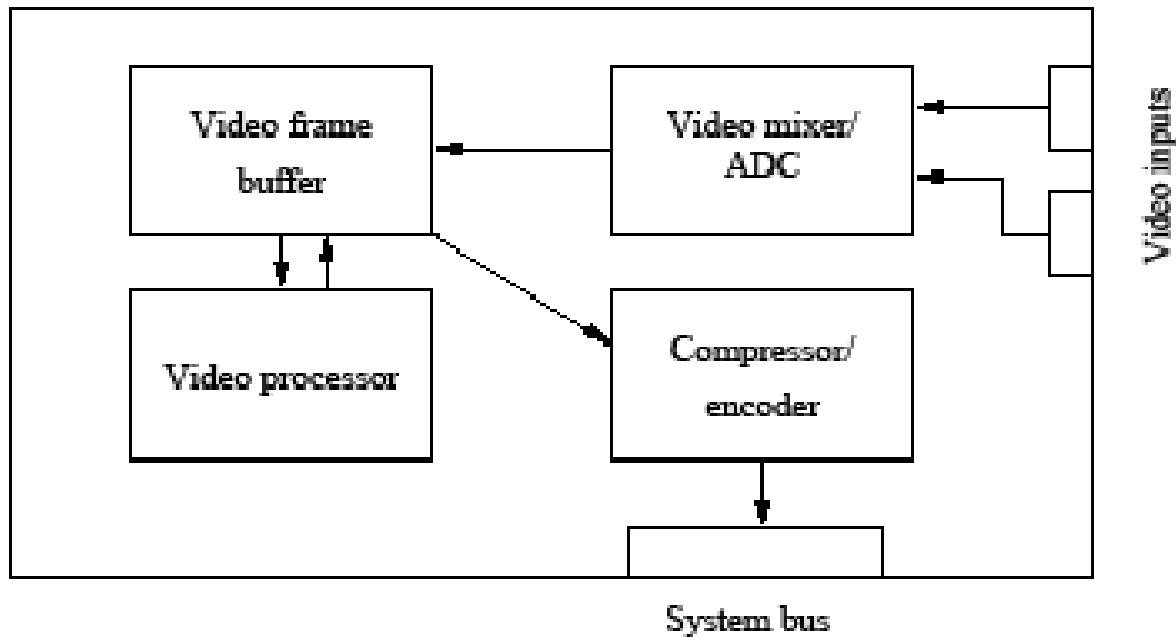 Video frame
buffer
Video mixer/
ADC
Video inputs
Video processor
Compressor/
encoder
System bus